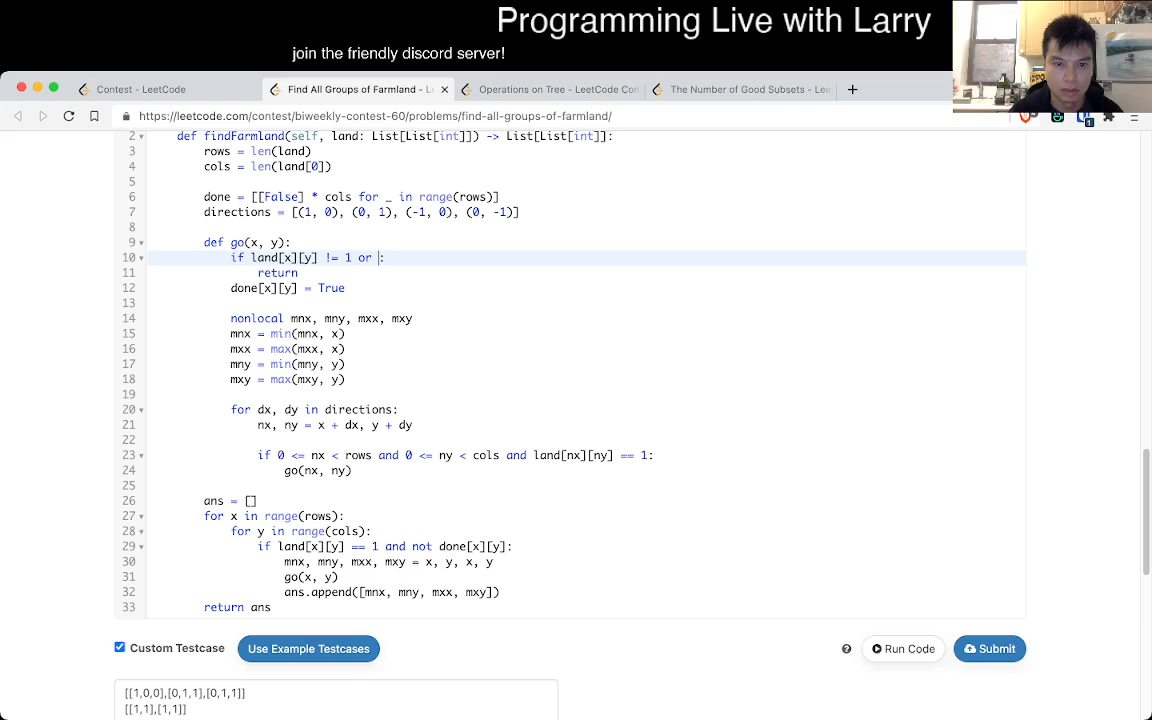 Programming Live with Larry
join the friendly discord server!
Contest - LeetCode
Find All Groups of Farmland - L
Operations on Tree - LeetCode Con
The Number of Good Subsets - Lee
https://leetcode.com/contest/biweekly-contest-60/problems/find-all-groups-of-farmland/
2 def findFarmland(self, land: List[List[int]]) -> List[List[int]]:
3 rows = len(land)
4 cols = len(land[0])
5
6 done = [[False] * cols for _ in range(rows)]
7 directions = [(1, 0), (0, 1), (-1, 0), (0, -1)]
8
9 def go(x, y):
10 if land[x][y] != 1 or :
11 return
12 done[x][y] = True
13
14 nonlocal mnx, mny, mxx, mxy
15 mnx = min(mnx, x)
16 mxx = max(mxx, x)
17 mny = min(mny, y)
18 mxy = max(mxy, y)
19
20 for dx, dy in directions:
21 nx, ny = x + dx, y + dy
22
23 if 0 <= nx < rows and 0 <= ny < cols and land[nx][ny] == 1:
24 go(nx, ny)
25
26 ans = []
27 for x in range(rows):
28 for y in range(cols):
29 if land[x][y] == 1 and not done[x][y]:
30 mnx, mny, mxx, mxy = x, y, x, y
31 go(x, y)
32 ans.append([mnx, mny, mxx, mxy])
33 return ans
Custom Testcase
Use Example Testcases
Run Code
Submit
[[1,0,0],[0,1,1],[0,1,1]]
[[1,1],[1,1]]